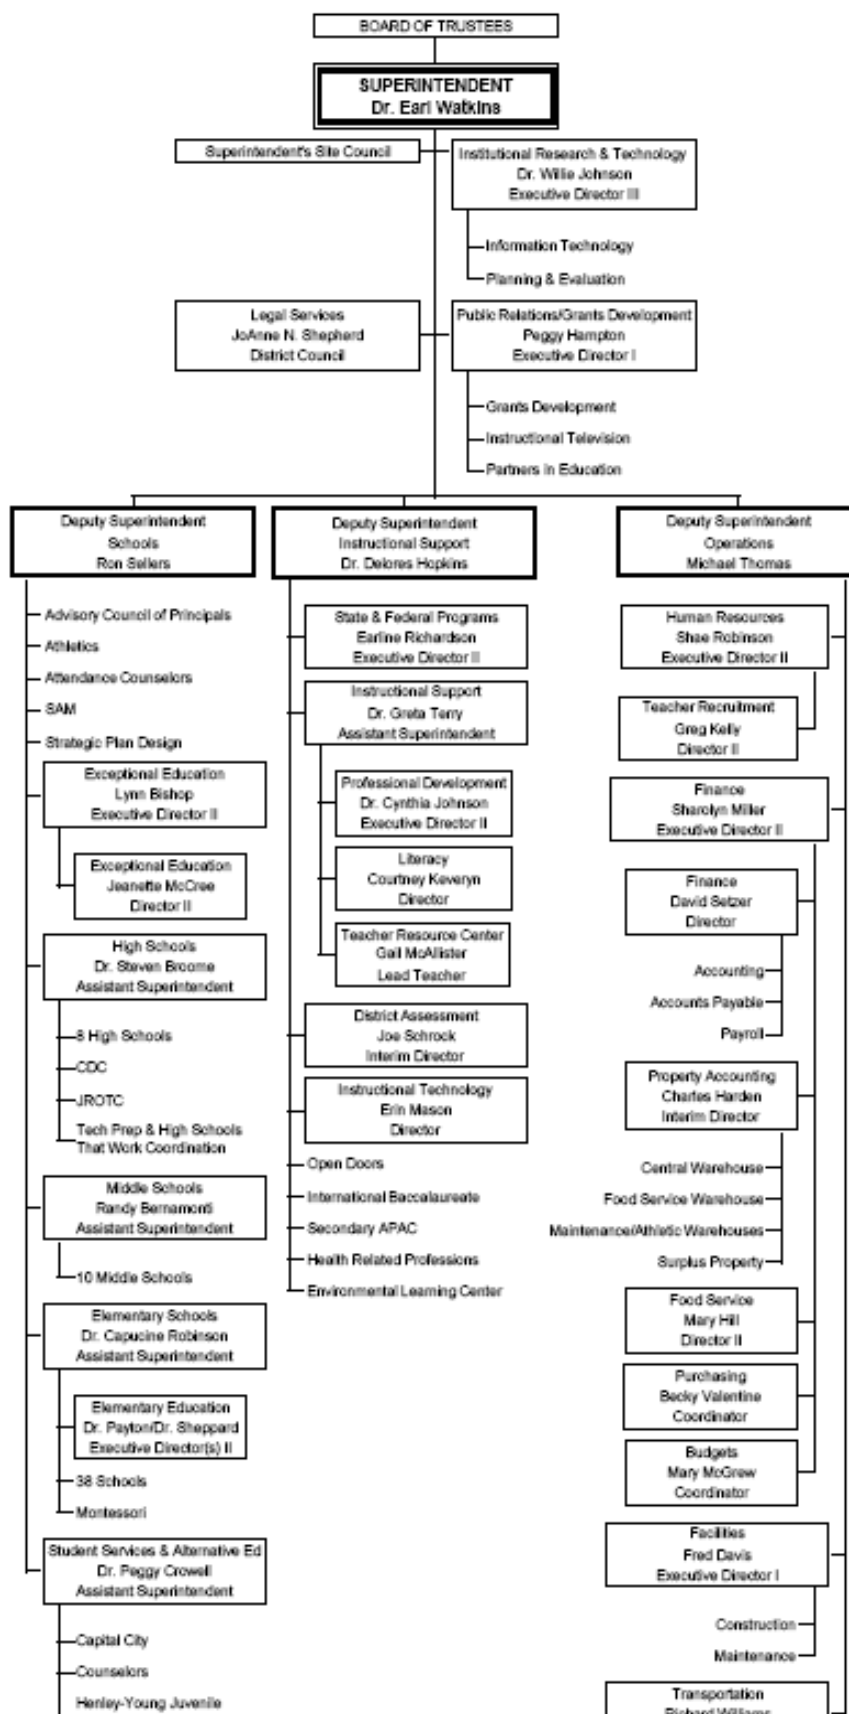 BOARD OF TRUSTEES
SUPERINTENDENT
Dr. Earl Watkins
Superintendent's Site Council
Institutional Research & Technology
Dr. Willie Johnson
Executive Director III
Information Technology
Planning & Evaluation
Legal Services
JoAnne N. Shepherd
District Council
Public Relations/Grants Development
Peggy Hampton
Executive Director I
Grants Development
Instructional Television
Partners in Education
Deputy Superintendent
Schools
Ron Sellers
Advisory Council of Principals
Athletics
Attendance Counselors
SAM
Strategic Plan Design
Exceptional Education
Lynn Bishop
Executive Director II
Exceptional Education
Jeanette McCree
Director II
High Schools
Dr. Steven Broome
Assistant Superintendent
8 High Schools
CDC
JROTC
Tech Prep & High Schools
That Work Coordination
Middle Schools
Randy Bernamonti
Assistant Superintendent
10 Middle Schools
Elementary Schools
Dr. Capucine Robinson
Assistant Superintendent
Elementary Education
Dr. Payton/Dr. Sheppard
Executive Director(s) II
38 Schools
Montessori
Student Services & Alternative Ed
Dr. Peggy Crowell
Assistant Superintendent
Capital City
Counselors
Henley-Young Juvenile
Deputy Superintendent
Instructional Support
Dr. Delores Hopkins
State & Federal Programs
Earline Richardson
Executive Director II
Instructional Support
Dr. Greta Terry
Assistant Superintendent
Professional Development
Dr. Cynthia Johnson
Executive Director II
Literacy
Courtney Keveryn
Director
Teacher Resource Center
Gail McAllister
Lead Teacher
District Assessment
Joe Schrock
Interim Director
Instructional Technology
Erin Mason
Director
Open Doors
International Baccalaureate
Secondary APAC
Health Related Professions
Environmental Learning Center
Deputy Superintendent
Operations
Michael Thomas
Human Resources
Shae Robinson
Executive Director II
Teacher Recruitment
Greg Kelly
Director II
Finance
Sharolyn Miller
Executive Director II
Finance
David Setzer
Director
Accounting
Accounts Payable
Payroll
Property Accounting
Charles Harden
Interim Director
Central Warehouse
Food Service Warehouse
Maintenance/Athletic Warehouses
Surplus Property
Food Service
Mary Hill
Director II
Purchasing
Becky Valentine
Coordinator
Budgets
Mary McGrew
Coordinator
Facilities
Fred Davis
Executive Director I
Construction
Maintenance
Transportation
Richard Williams